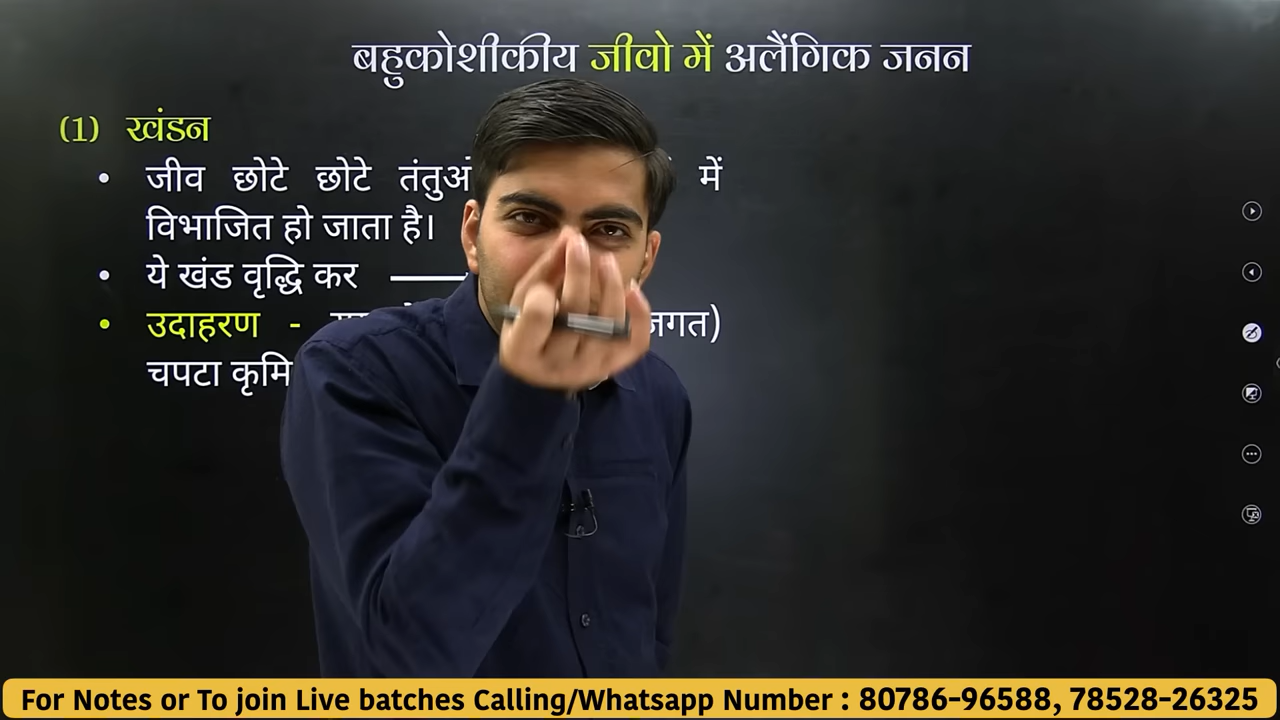 बहुकोशीकीय जीवो में अलैंगिक जनन
(1) खंडन
• जीव छोटे छोटे में
विभाजित हो जाता है।
• ये खंड वृद्धि कर
• उदाहरण -
चपटा कृमि
For Notes or To join Live batches Calling/Whatsapp Number : 80786-96588, 78528-26325